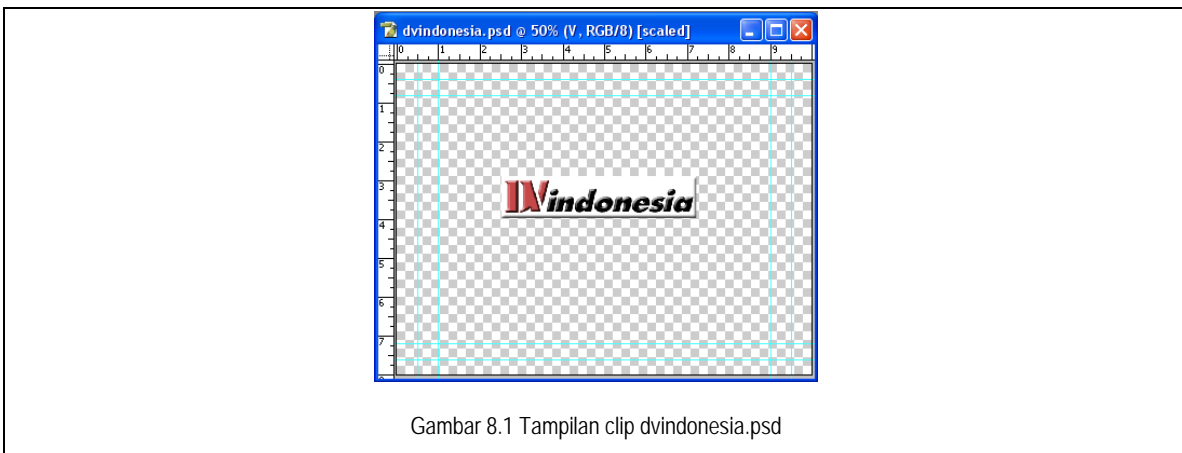 dvindonesia.psd @ 50% (V, RGB/8) [scaled]
0 1 2 3 4 5 6 7 8 9
0
1
2
3
4
5
6
7
DVindonesia
Gambar 8.1 Tampilan clip dvindonesia.psd